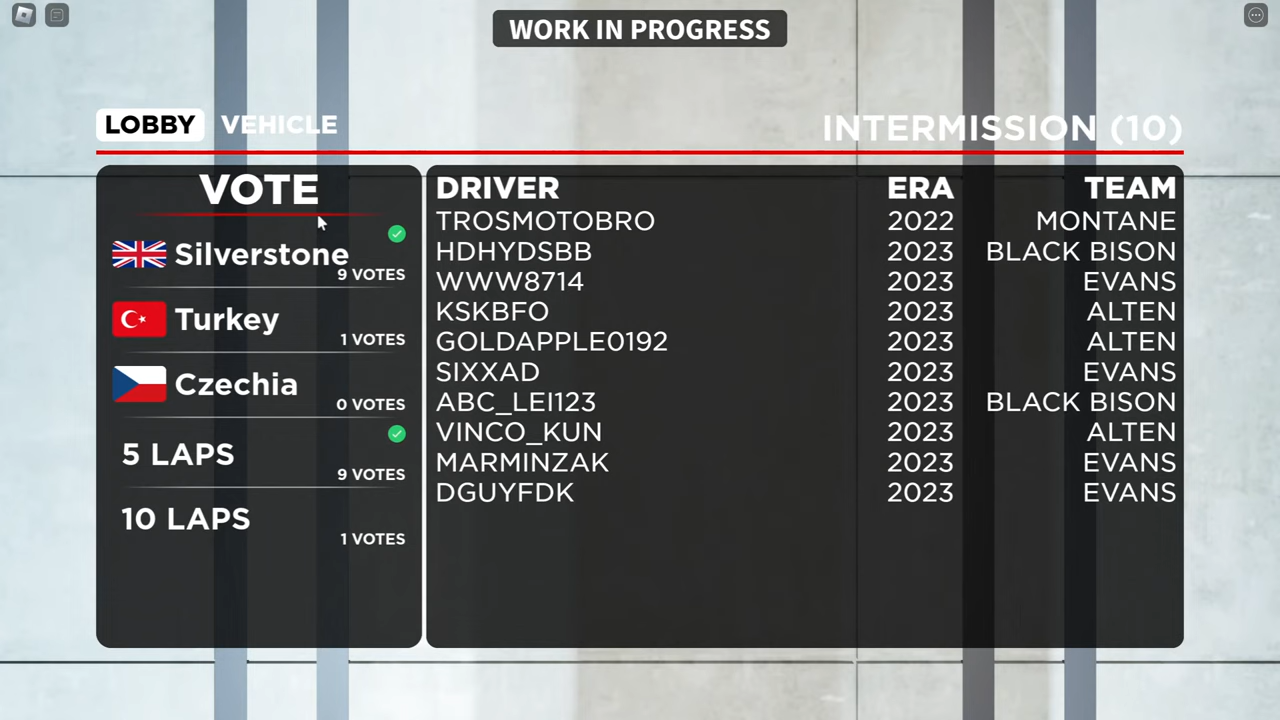 WORK IN PROGRESS
LOBBY VEHICLE INTERMISSION (10)
VOTE
Silverstone
9 VOTES
Turkey
1 VOTES
Czechia
0 VOTES
5 LAPS
9 VOTES
10 LAPS
1 VOTES
DRIVER ERA TEAM
TROSMOTOBRO 2022 MONTANE
HDHYDSBB 2023 BLACK BISON
WWW8714 2023 EVANS
KSKBFO 2023 ALTEN
GOLDAPPLE0192 2023 ALTEN
SIXXAD 2023 EVANS
ABC_LEI123 2023 BLACK BISON
VINCO_KUN 2023 ALTEN
MARMINZAK 2023 EVANS
DGUYFDK 2023 EVANS